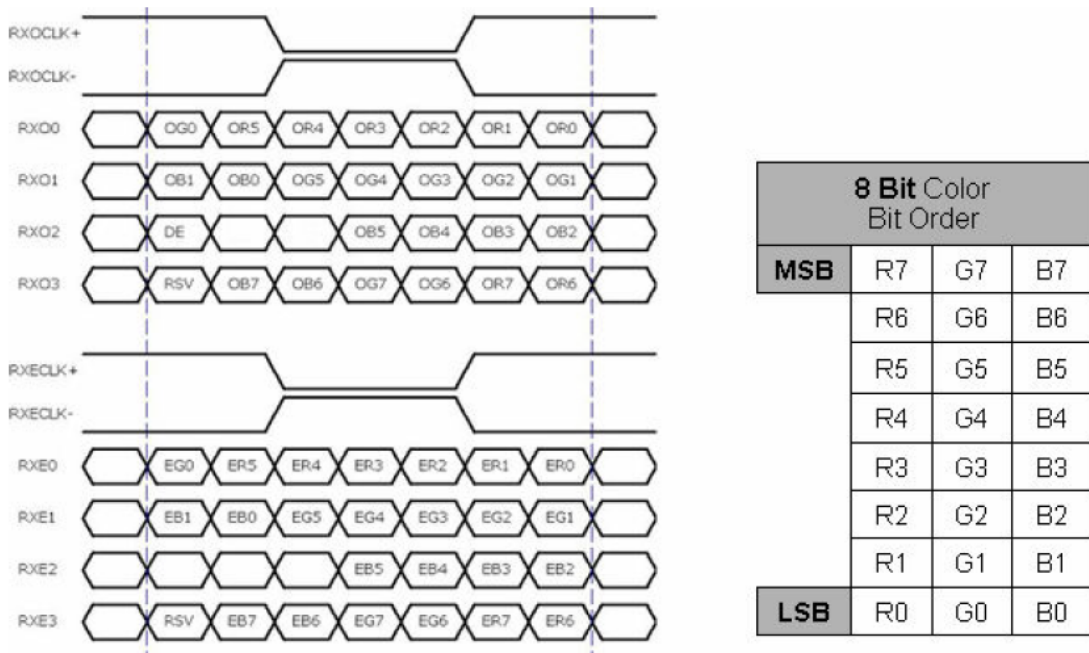 RXOCLK+
RXOCLK-
RXO0 OG0 OR5 OR4 OR3 OR2 OR1 OR0
RXO1 OB1 OB0 OG5 OG4 OG3 OG2 OG1
RXO2 DE OB5 OB4 OB3 OB2
RXO3 RSV OB7 OB6 OG7 OG6 OR7 OR6
RXECLK+
RXECLK-
RXE0 EG0 ER5 ER4 ER3 ER2 ER1 ER0
RXE1 EB1 EB0 EG5 EG4 EG3 EG2 EG1
RXE2 EB5 EB4 EB3 EB2
RXE3 RSV EB7 EB6 EG7 EG6 ER7 ER6
8 Bit Color
Bit Order
MSB R7 G7 B7
R6 G6 B6
R5 G5 B5
R4 G4 B4
R3 G3 B3
R2 G2 B2
R1 G1 B1
LSB R0 G0 B0